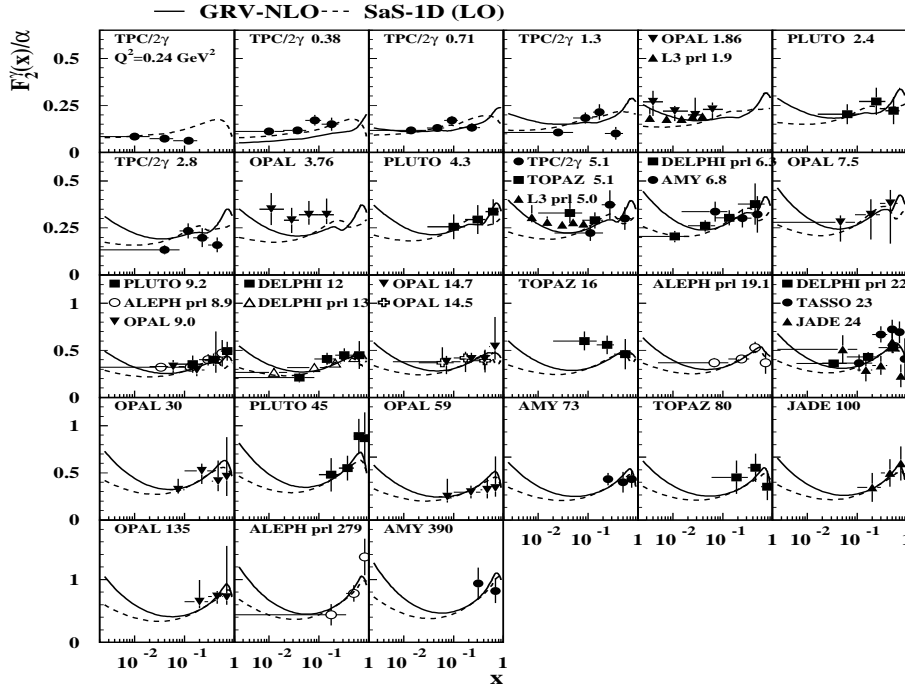 GRV-NLO SaS-1D (LO)
F₂^γ(x)/α
TPC/2γ
Q²=0.24 GeV²
TPC/2γ 0.38
TPC/2γ 0.71
TPC/2γ 1.3
OPAL 1.86
L3 prl 1.9
PLUTO 2.4
0.5
0.25
0
TPC/2γ 2.8
OPAL 3.76
PLUTO 4.3
TPC/2γ 5.1
TOPAZ 5.1
L3 prl 5.0
DELPHI prl 6.3
AMY 6.8
OPAL 7.5
0.5
0.25
0
PLUTO 9.2
ALEPH prl 8.9
OPAL 9.0
DELPHI 12
DELPHI prl 13
OPAL 14.7
OPAL 14.5
TOPAZ 16
ALEPH prl 19.1
DELPHI prl 22
TASSO 23
JADE 24
1
0.5
0
OPAL 30
PLUTO 45
OPAL 59
AMY 73
TOPAZ 80
JADE 100
1
0.5
0
OPAL 135
ALEPH prl 279
AMY 390
10⁻² 10⁻¹ 1
10⁻² 10⁻¹ 1
10⁻² 10⁻¹ 1
1
0
10⁻² 10⁻¹ 1
10⁻² 10⁻¹ 1
10⁻² 10⁻¹ 1
x